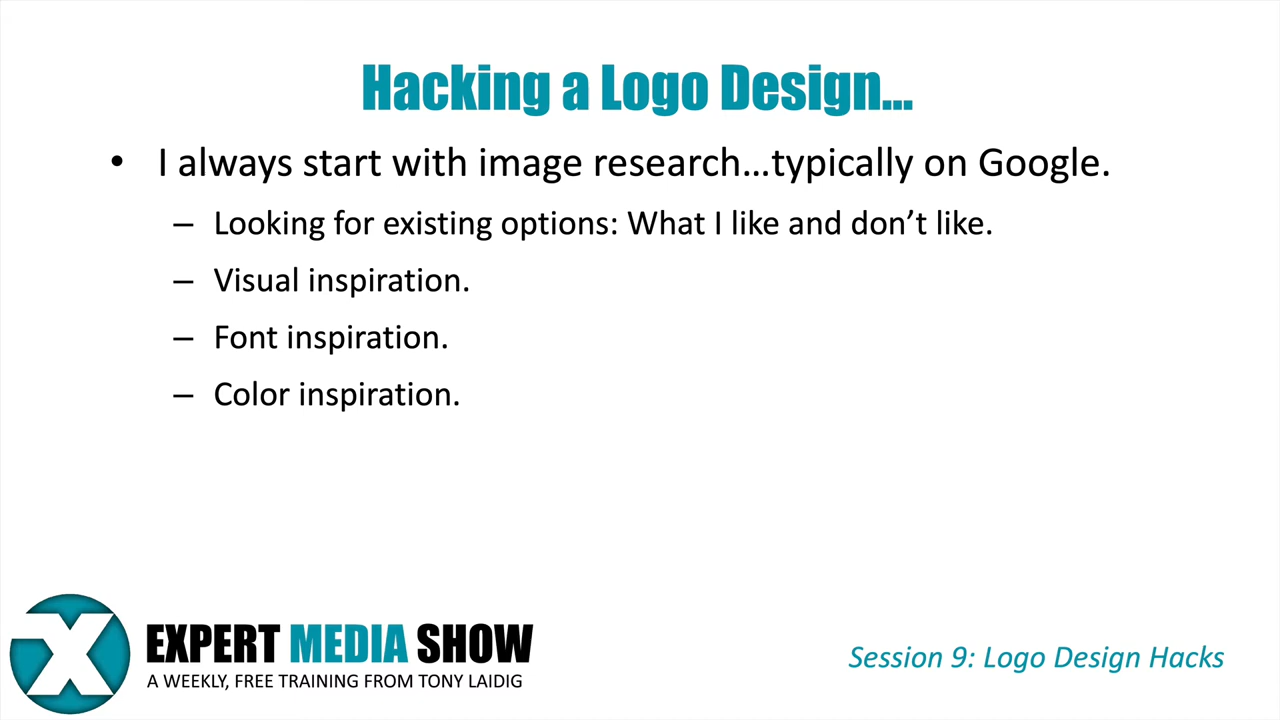 Hacking a Logo Design...
• I always start with image research...typically on Google.
– Looking for existing options: What I like and don’t like.
– Visual inspiration.
– Font inspiration.
– Color inspiration.
X
EXPERT MEDIA SHOW
A WEEKLY, FREE TRAINING FROM TONY LAIDIG
Session 9: Logo Design Hacks